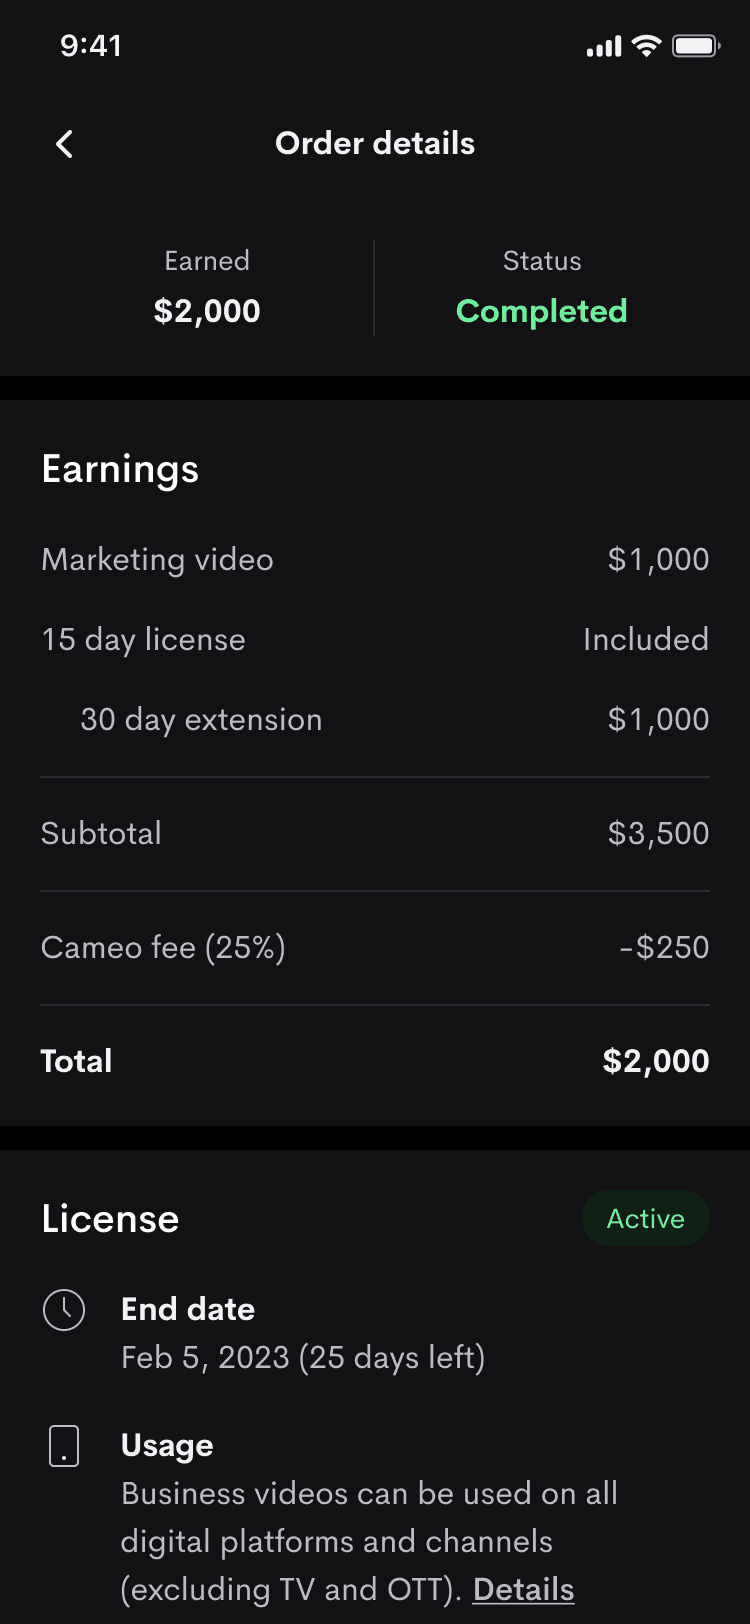 9:41
Order details
Earned
$2,000
Status
Completed
Earnings
Marketing video $1,000
15 day license Included
30 day extension $1,000
Subtotal $3,500
Cameo fee (25%) -$250
Total $2,000
License Active
End date
Feb 5, 2023 (25 days left)
Usage
Business videos can be used on all
digital platforms and channels
(excluding TV and OTT). Details